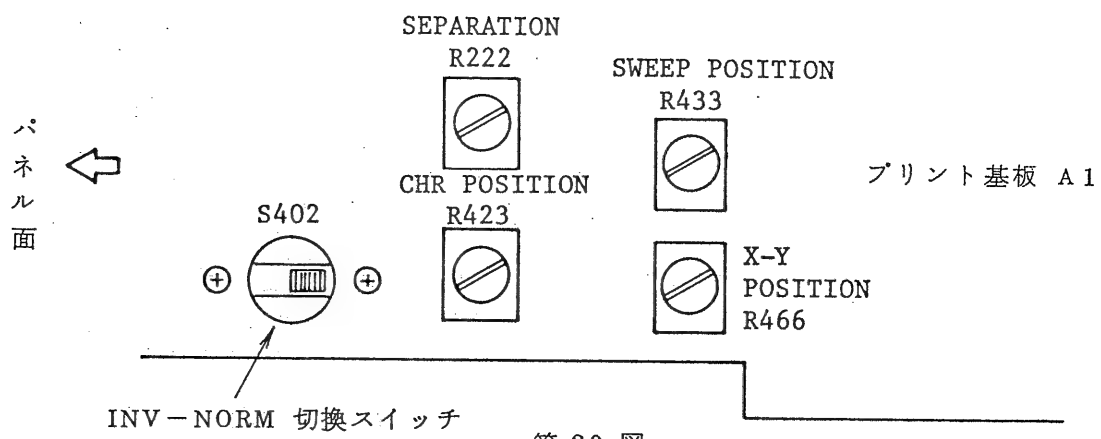 SEPARATION
R222
SWEEP POSITION
R433
パネル面
プリント基板 A1
CHR POSITION
R423
S402
X-Y
POSITION
R466
INV-NORM 切換スイッチ